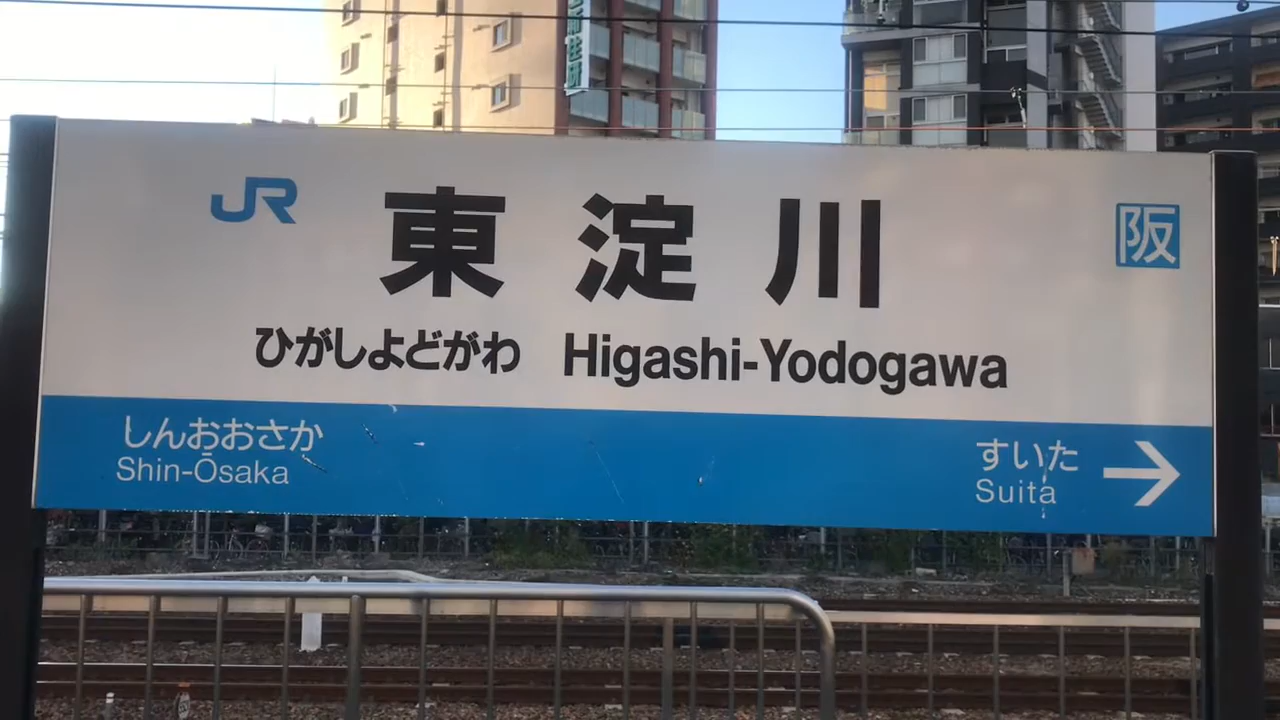 JR 東淀川 阪
ひがしよどがわ Higashi-Yodogawa
しんおおさか
Shin-Ōsaka
すいた →
Suita